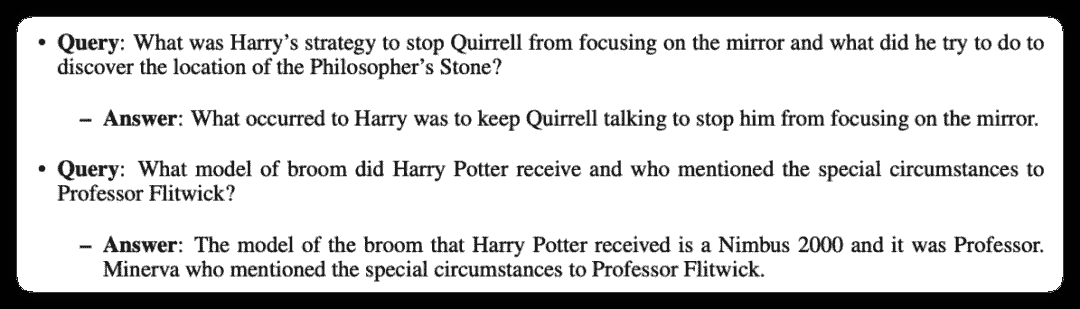 • Query: What was Harry's strategy to stop Quirrell from focusing on the mirror and what did he try to do to
discover the location of the Philosopher's Stone?
– Answer: What occurred to Harry was to keep Quirrell talking to stop him from focusing on the mirror.
• Query: What model of broom did Harry Potter receive and who mentioned the special circumstances to
Professor Flitwick?
– Answer: The model of the broom that Harry Potter received is a Nimbus 2000 and it was Professor.
Minerva who mentioned the special circumstances to Professor Flitwick.